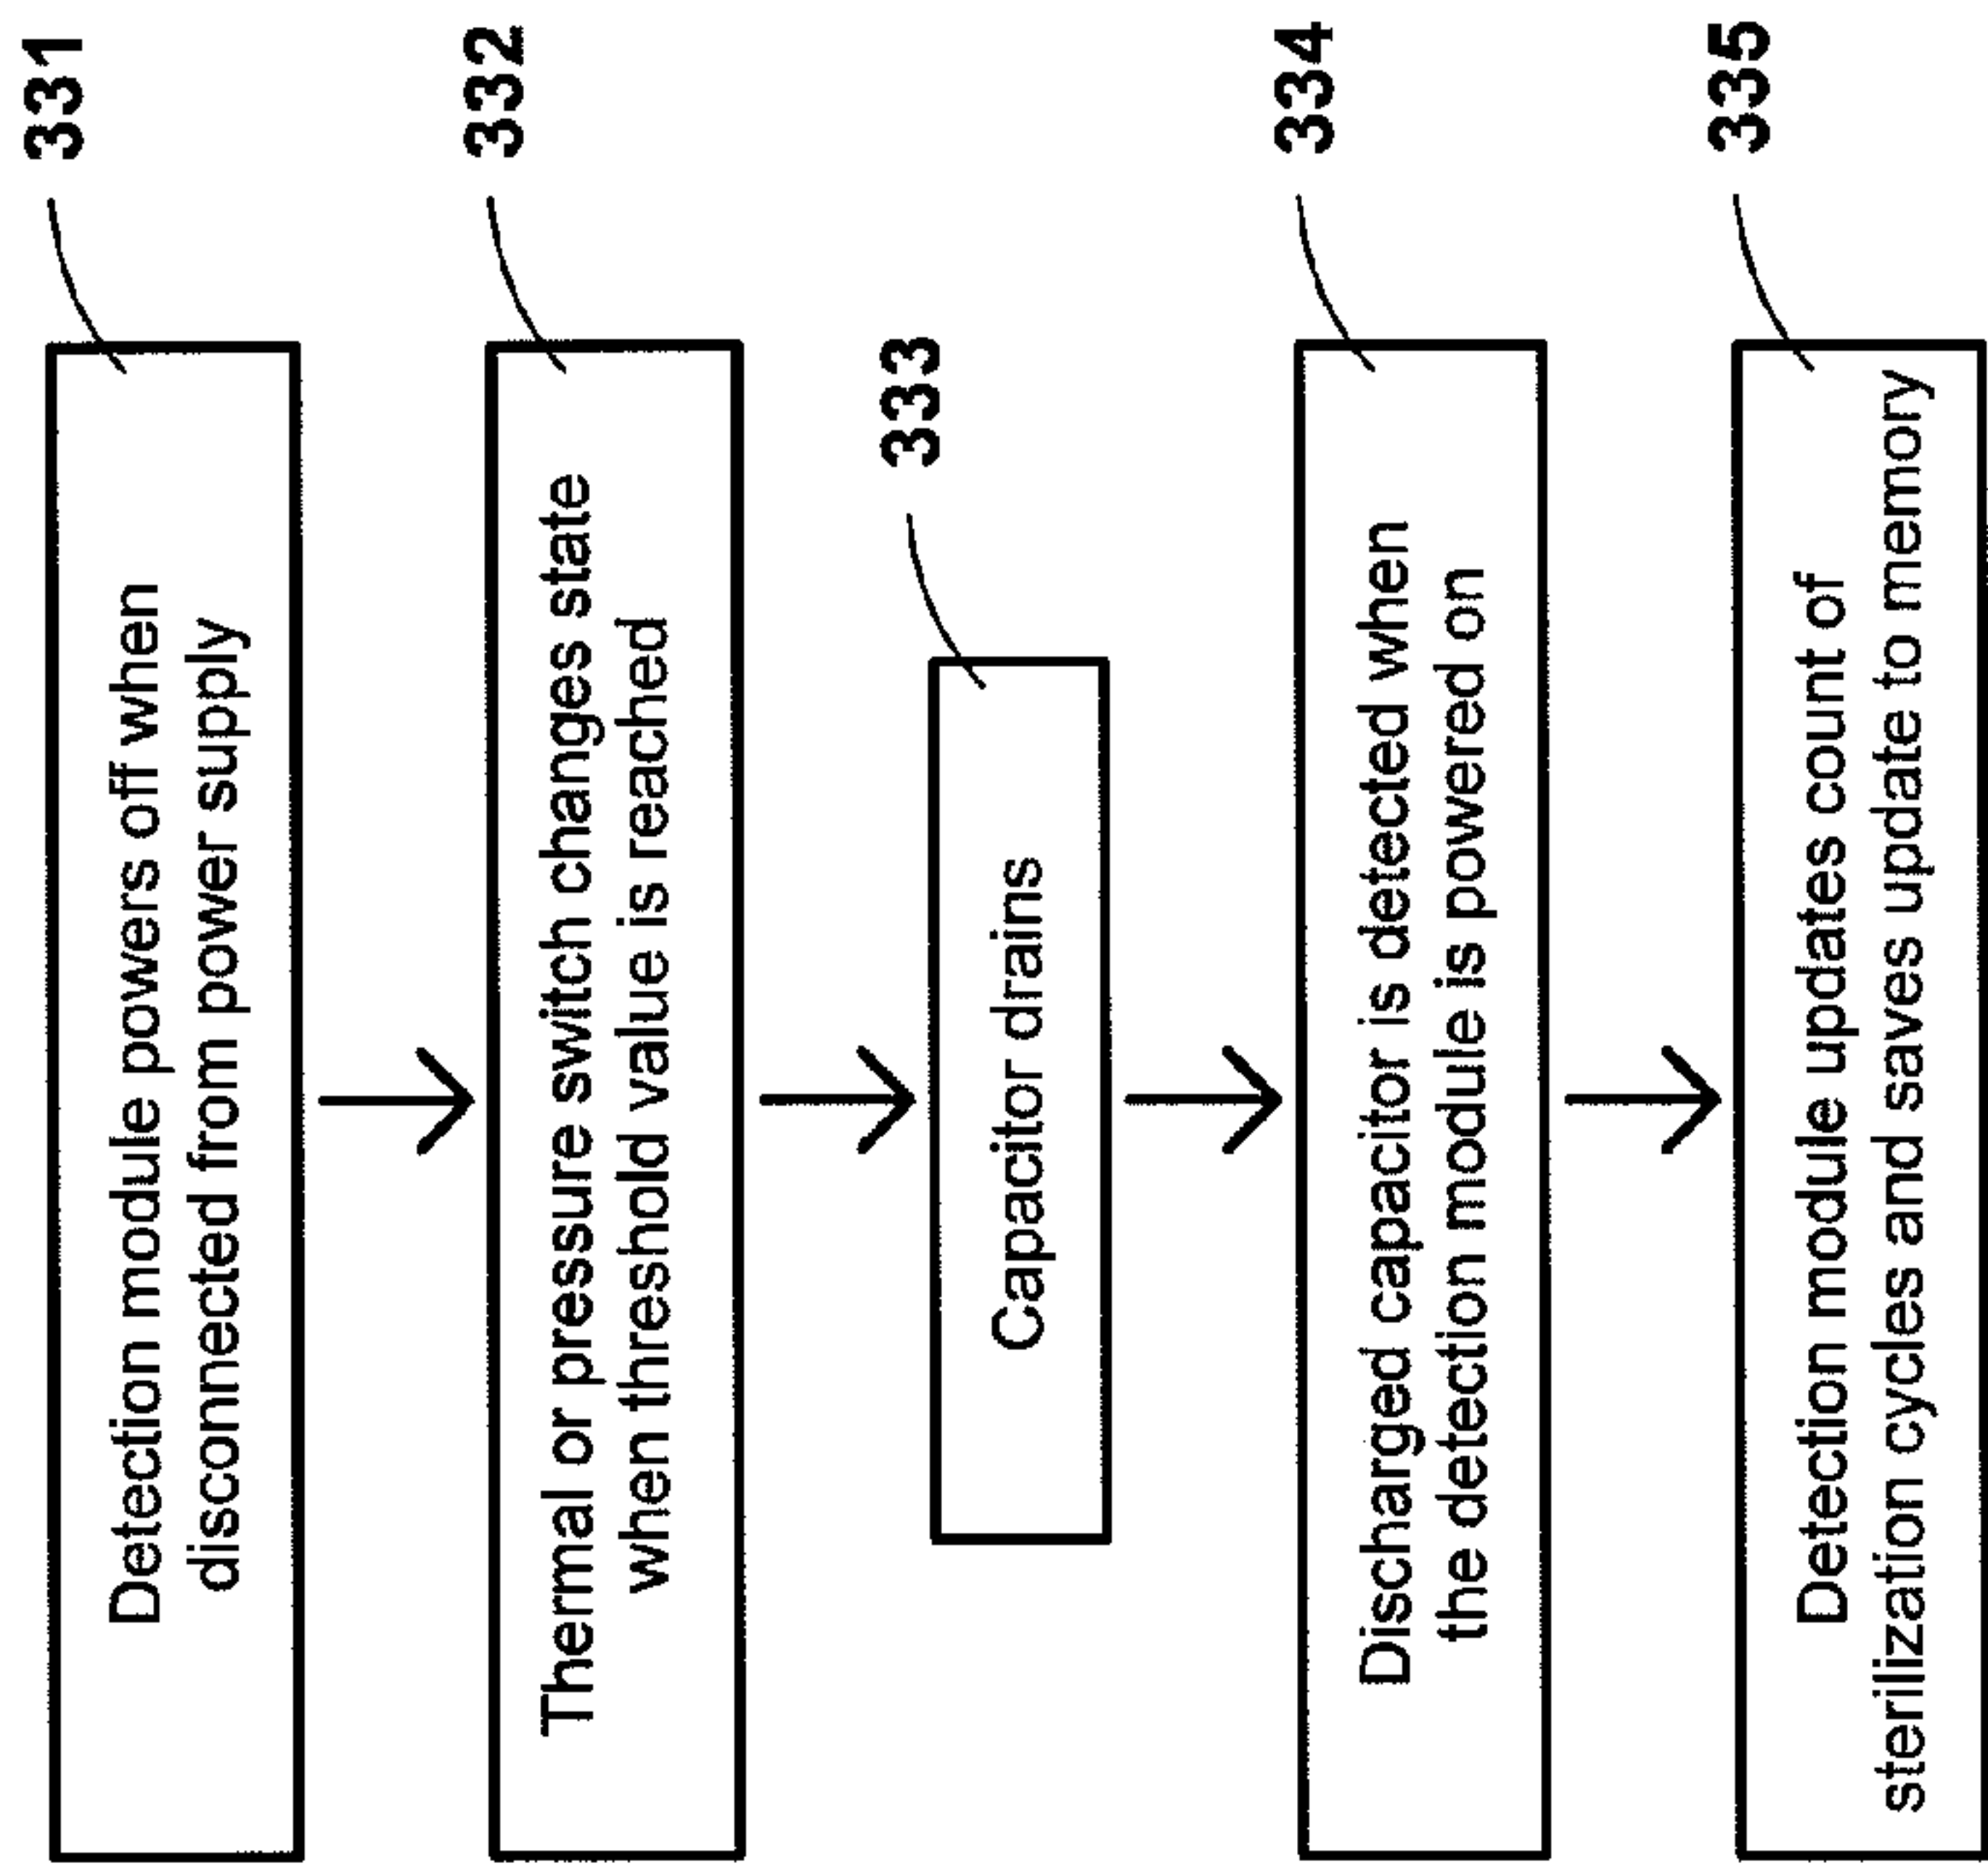 331
Detection module powers off when
disconnected from power supply
332
Thermal or pressure switch changes state
when threshold value is reached
333
Capacitor drains
334
Discharged capacitor is detected when
the detection module is powered on
335
Detection module updates count of
sterilization cycles and saves update to memory